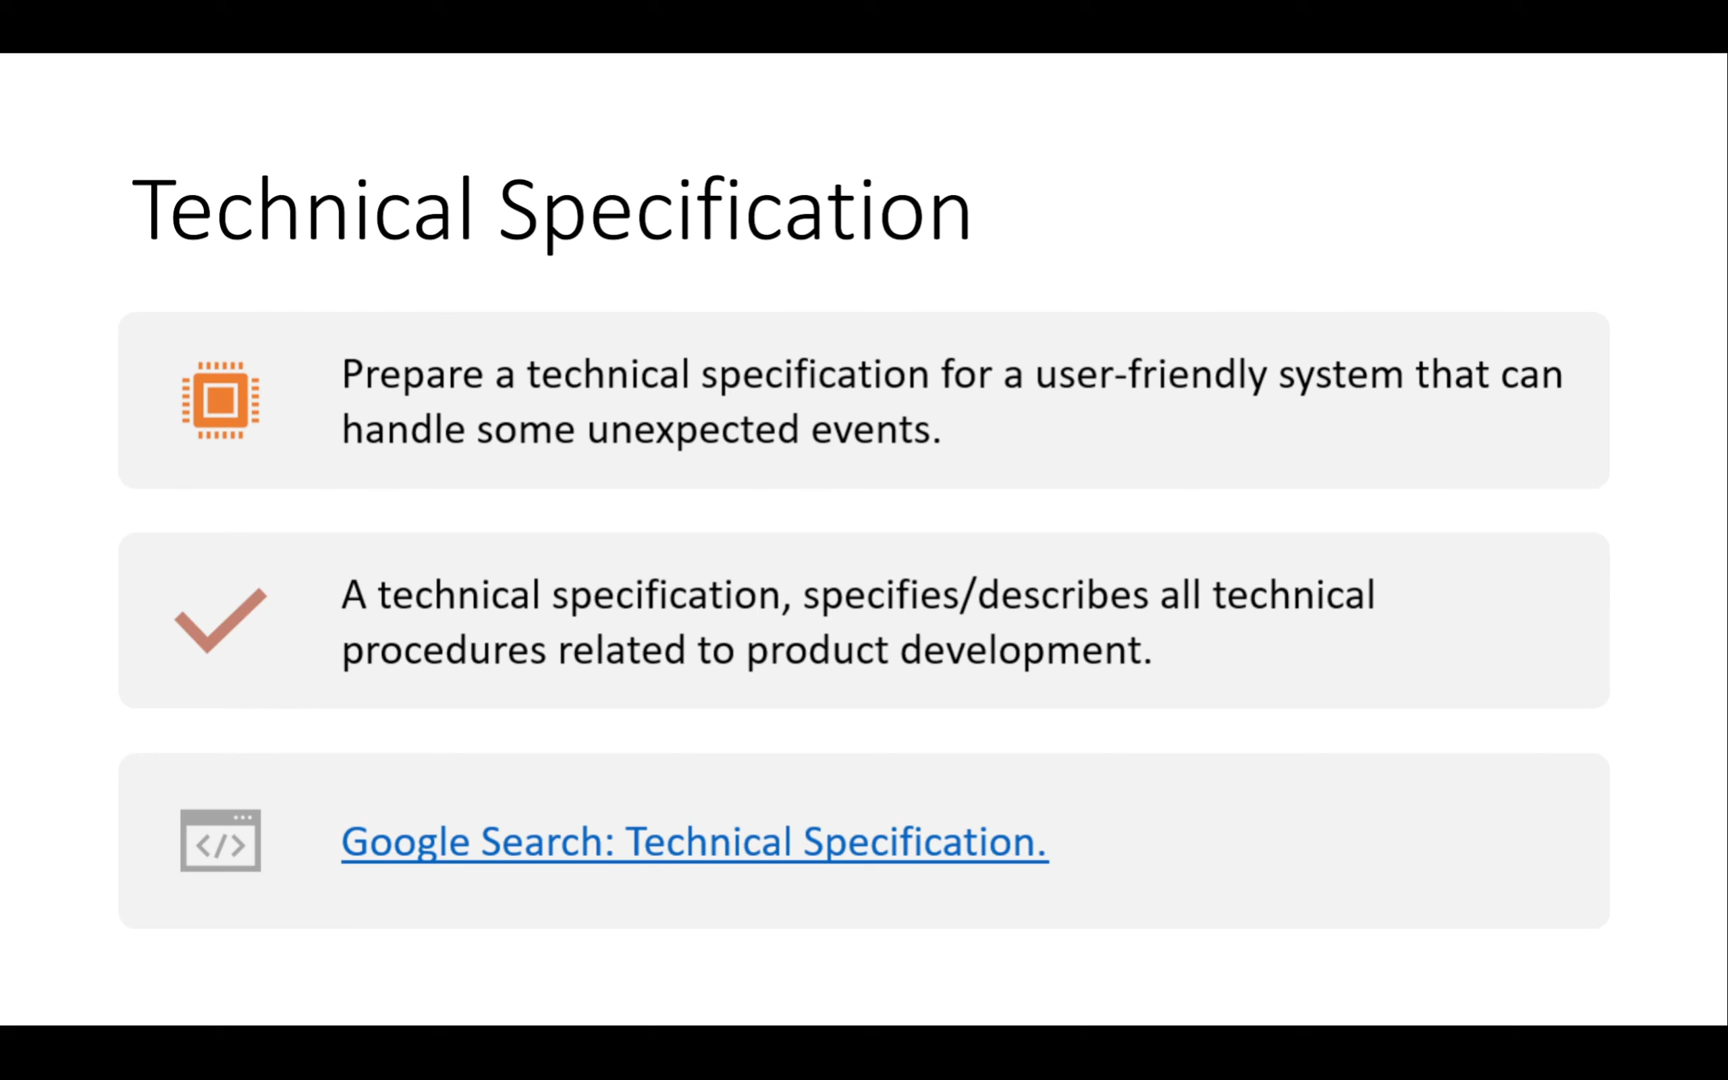 Technical Specification
Prepare a technical specification for a user-friendly system that can
handle some unexpected events.
A technical specification, specifies/describes all technical
procedures related to product development.
</>
Google Search: Technical Specification.